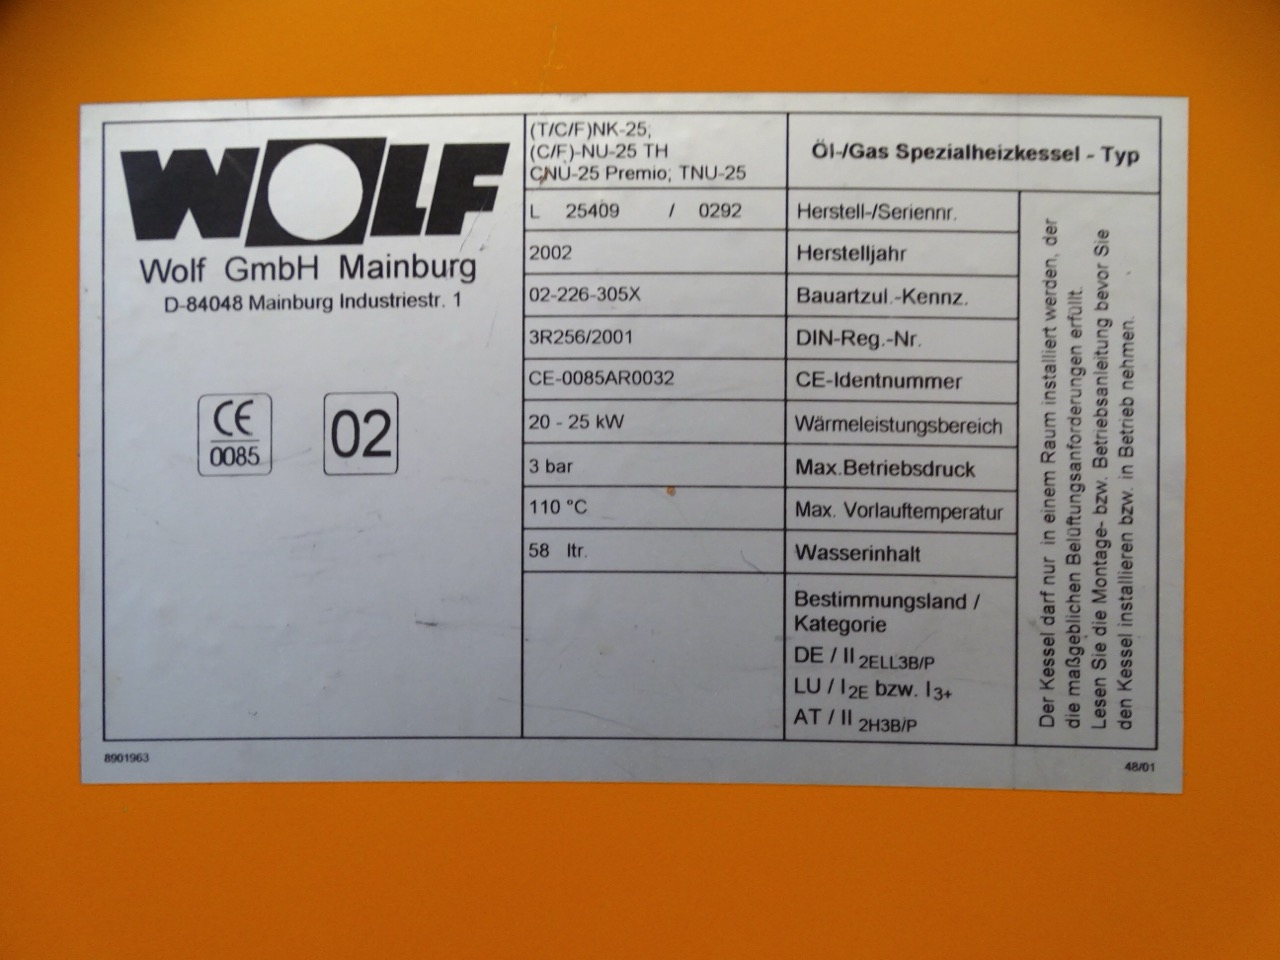 WOLF
Wolf GmbH Mainburg
D-84048 Mainburg Industriestr. 1
CE
0085
02
(T/C/F)NK-25;
(C/F)-NU-25 TH
CNU-25 Premio; TNU-25
Öl-/Gas Spezialheizkessel - Typ
L 25409 / 0292 Herstell-/Seriennr.
2002 Herstelljahr
02-226-305X Bauartzul.-Kennz.
3R256/2001 DIN-Reg.-Nr.
CE-0085AR0032 CE-Identnummer
20 - 25 kW Wärmeleistungsbereich
3 bar Max.Betriebsdruck
110 °C Max. Vorlauftemperatur
58 ltr. Wasserinhalt
Bestimmungsland /
Kategorie
DE / II 2ELL3B/P
LU / I2E bzw. I3+
AT / II 2H3B/P
Der Kessel darf nur in einem Raum installiert werden, der
die maßgeblichen Belüftungsanforderungen erfüllt.
Lesen Sie die Montage- bzw. Betriebsanleitung bevor Sie
den Kessel installieren bzw. in Betrieb nehmen.
8901963
48/01